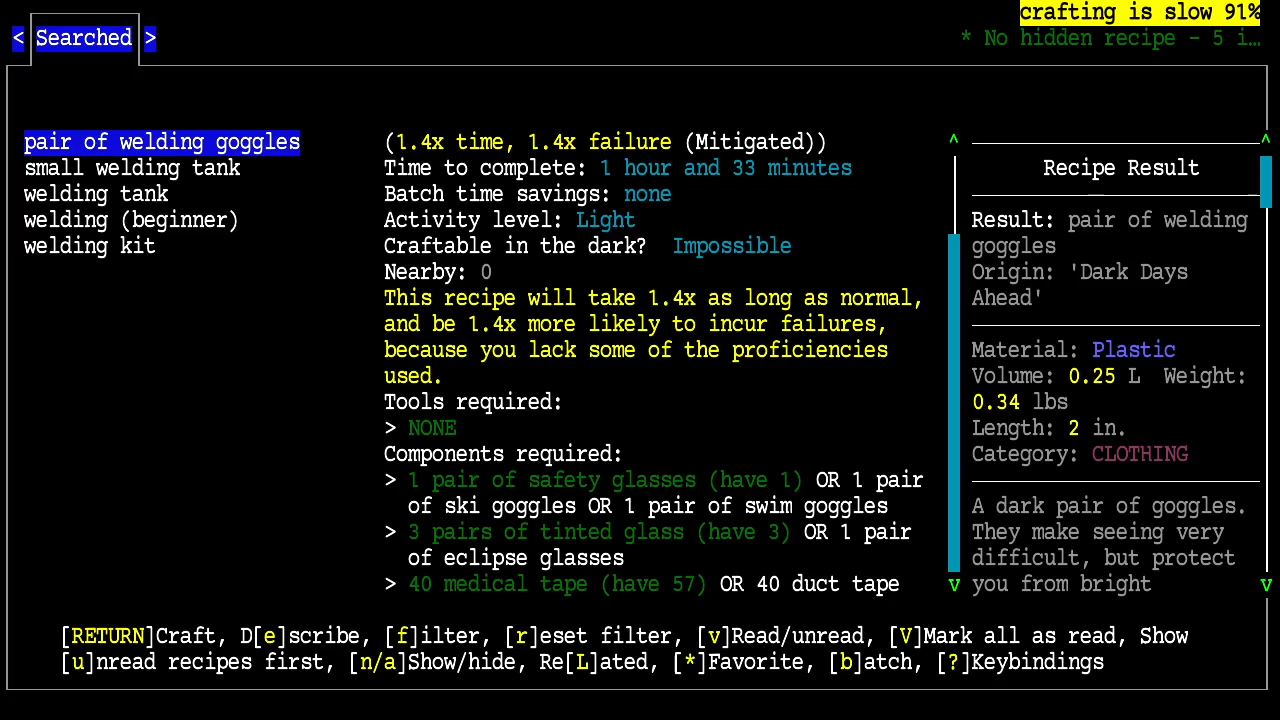 crafting is slow 91%
< Searched >
* No hidden recipe - 5 i…
pair of welding goggles
small welding tank
welding tank
welding (beginner)
welding kit
(1.4x time, 1.4x failure (Mitigated))
Time to complete: 1 hour and 33 minutes
Batch time savings: none
Activity level: Light
Craftable in the dark? Impossible
Nearby: 0
This recipe will take 1.4x as long as normal,
and be 1.4x more likely to incur failures,
because you lack some of the proficiencies
used.
Tools required:
> NONE
Components required:
> 1 pair of safety glasses (have 1) OR 1 pair
of ski goggles OR 1 pair of swim goggles
> 3 pairs of tinted glass (have 3) OR 1 pair
of eclipse glasses
> 40 medical tape (have 57) OR 40 duct tape
^
v
Recipe Result
Result: pair of welding
goggles
Origin: 'Dark Days
Ahead'
Material: Plastic
Volume: 0.25 L Weight:
0.34 lbs
Length: 2 in.
Category: CLOTHING
A dark pair of goggles.
They make seeing very
difficult, but protect
you from bright
^
v
[RETURN]Craft, D[e]scribe, [f]ilter, [r]eset filter, [v]Read/unread, [V]Mark all as read, Show
[u]nread recipes first, [n/a]Show/hide, Re[L]ated, [*]Favorite, [b]atch, [?]Keybindings